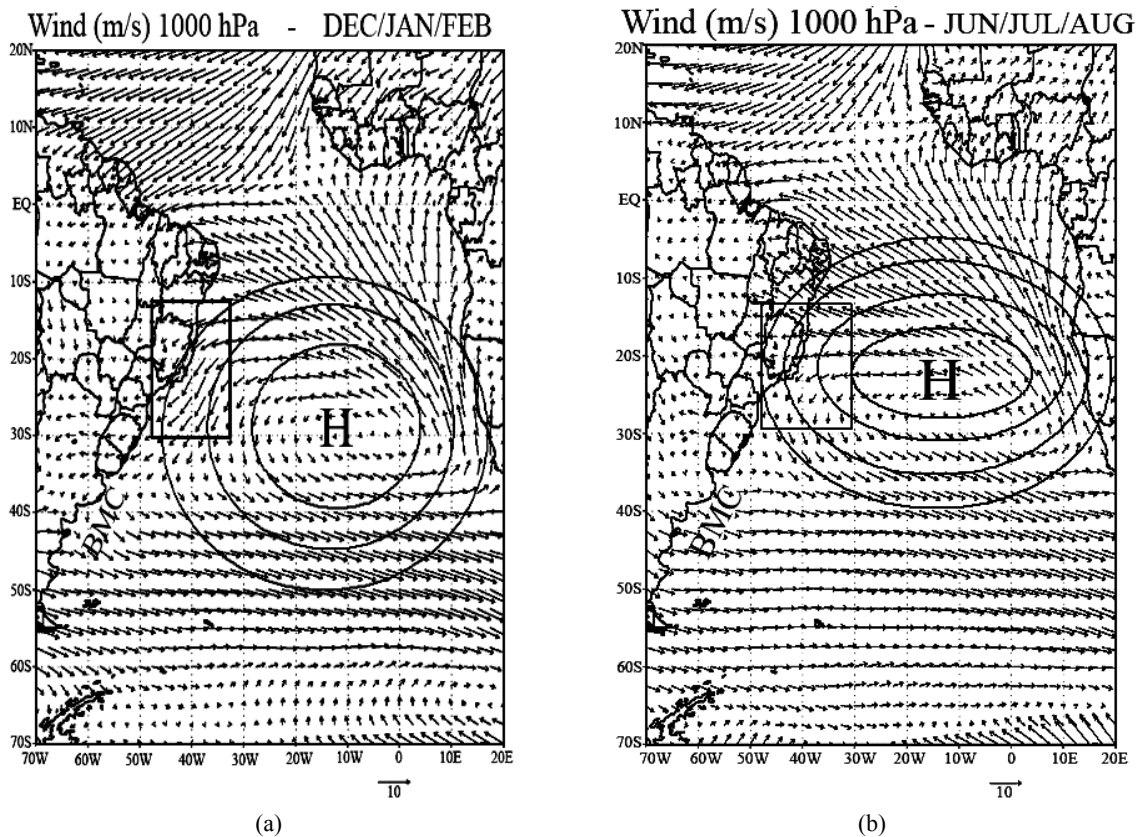 Wind (m/s) 1000 hPa - DEC/JAN/FEB
20N
10N
EQ
10S
20S
30S
40S
50S
60S
70S
H
BMC
70W 60W 50W 40W 30W 20W 10W 0 10E 20E
10
(a)
Wind (m/s) 1000 hPa - JUN/JUL/AUG
20N
10N
EQ
10S
20S
30S
40S
50S
60S
70S
H
BMC
70W 60W 50W 40W 30W 20W 10W 0 10E 20E
10
(b)